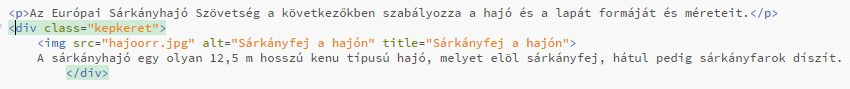 <p>Az Európai Sárkányhajó Szövetség a következőkben szabályozza a hajó és a lapát formáját és méreteit.</p>
<div class="kepkeret">
<img src="hajoorr.jpg" alt="Sárkányfej a hajón" title="Sárkányfej a hajón">
A sárkányhajó egy olyan 12,5 m hosszú kenu típusú hajó, melyet elöl sárkányfej, hátul pedig sárkányfarok díszít.
</div>